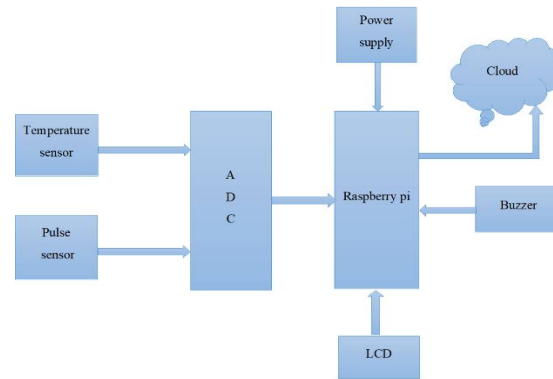 Power
supply
Cloud
Temperature
sensor
A
D
C
Raspberry pi
Pulse
sensor
Buzzer
LCD